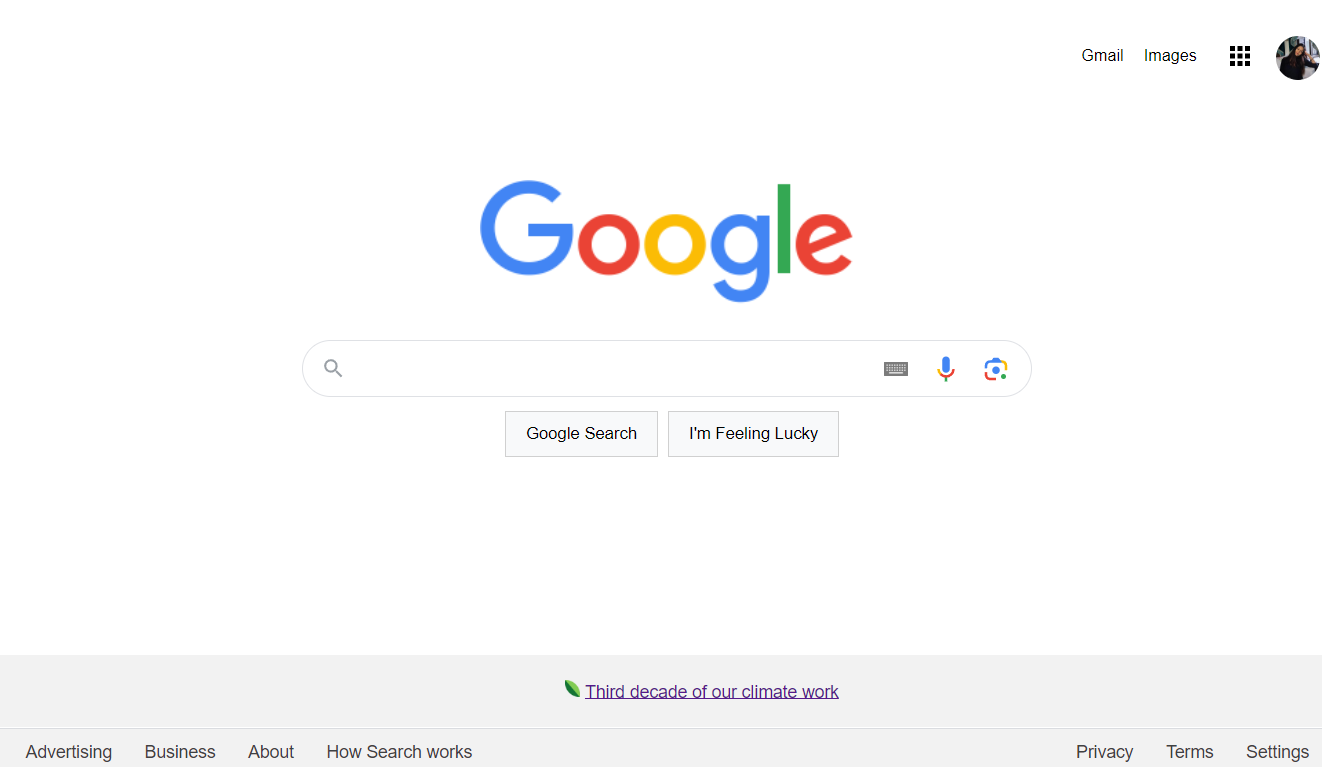 Gmail Images
Google
Google Search I'm Feeling Lucky
Third decade of our climate work
Advertising Business About How Search works Privacy Terms Settings